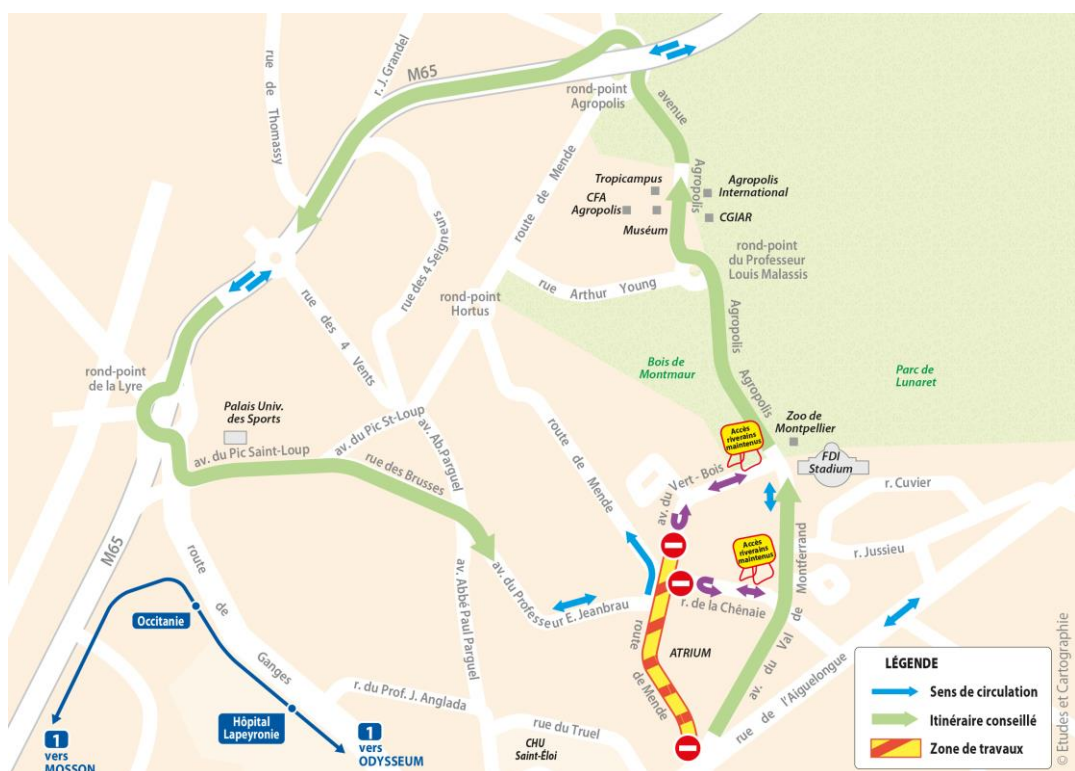 rue de Thomassy
r. J. Grandel
M65
rond-point
Agropolis
avenue
Agropolis
route de Mende
Tropicampus
CFA
Agropolis
Muséum
Agropolis
International
CGIAR
rond-point
du Professeur
Louis Malassis
rue des 4 Seigneurs
rue Arthur Young
rond-point
Hortus
rue des 4 Vents
Agropolis
Agropolis
Bois de
Montmaur
Parc de
Lunaret
rond-point
de la Lyre
Palais Univ.
des Sports
av. du Pic St-Loup
av. Ab.Parguel
av. du Pic Saint-Loup
rue des Brusses
route de Mende
Accès
riverains
maintenus
Zoo de
Montpellier
FDI
Stadium
av. du Vert-Bois
r. Cuvier
r. Jussieu
Accès
riverains
maintenus
M65
route de Ganges
av. Abbé Paul Parguel
av. du Professeur E. Jeanbrau
r. de la Chênaie
av. du Val de Montferrand
route de Mende
ATRIUM
rue de l'Aiguelongue
Occitanie
Hôpital
Lapeyronie
r. du Prof. J. Anglada
rue du Truel
CHU
Saint-Éloi
1
vers
MOSSON
1
vers
ODYSSEUM
LÉGENDE
Sens de circulation
Itinéraire conseillé
Zone de travaux
© Etudes et Cartographie